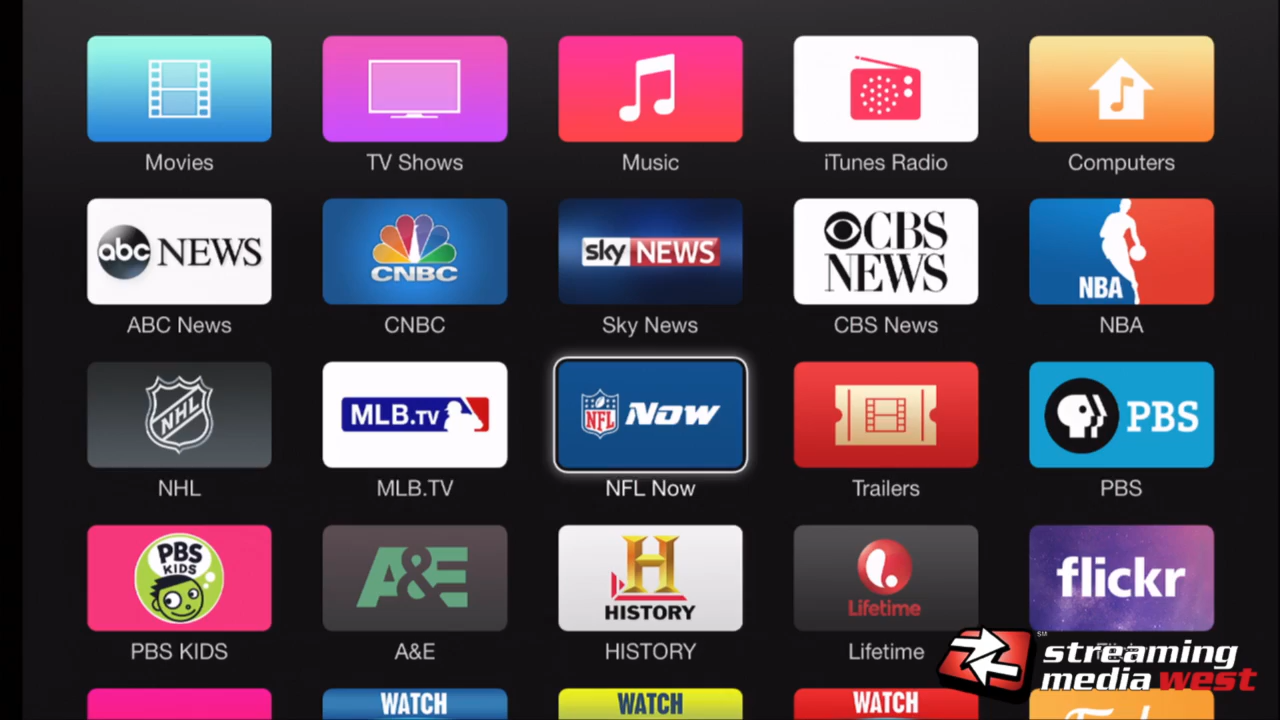 Movies
TV Shows
Music
iTunes Radio
Computers
abc NEWS
CNBC
sky NEWS
CBS
NEWS
NBA
ABC News
CNBC
Sky News
CBS News
NBA
NHL
MLB.TV
NFL NOW
PBS
NHL
MLB.TV
NFL Now
Trailers
PBS
PBS
KIDS
A&E
H
HISTORY
Lifetime
flickr
PBS KIDS
A&E
HISTORY
Lifetime
SM
streaming
media west
WATCH
WATCH
WATCH